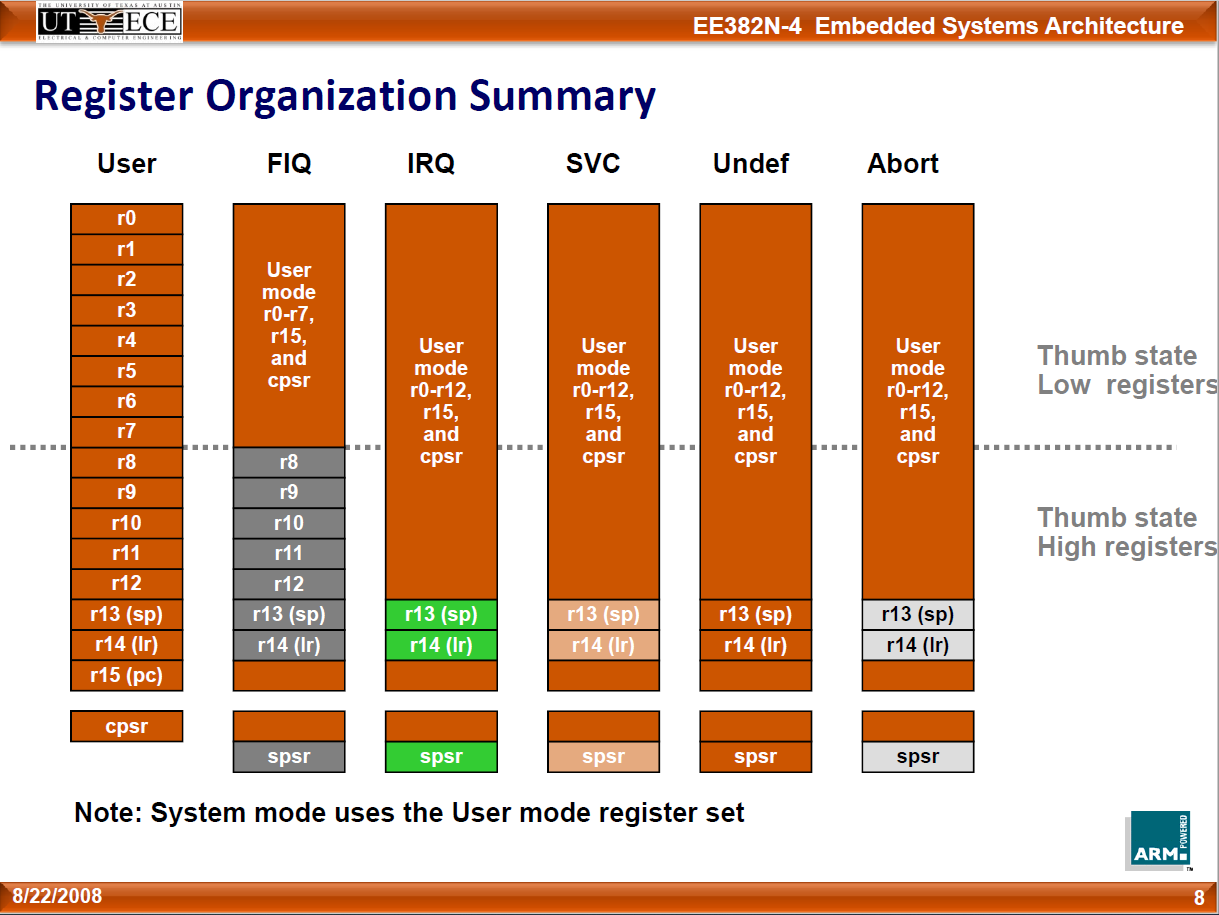 THE UNIVERSITY OF TEXAS AT AUSTIN
UT ECE
ELECTRICAL & COMPUTER ENGINEERING
EE382N-4 Embedded Systems Architecture
Register Organization Summary
User FIQ IRQ SVC Undef Abort
r0
r1
r2
r3
r4
r5
r6
r7
r8
r9
r10
r11
r12
r13 (sp)
r14 (lr)
r15 (pc)
cpsr
User
mode
r0-r7,
r15,
and
cpsr
r8
r9
r10
r11
r12
r13 (sp)
r14 (lr)
spsr
User
mode
r0-r12,
r15,
and
cpsr
r13 (sp)
r14 (lr)
spsr
User
mode
r0-r12,
r15,
and
cpsr
r13 (sp)
r14 (lr)
spsr
User
mode
r0-r12,
r15,
and
cpsr
r13 (sp)
r14 (lr)
spsr
User
mode
r0-r12,
r15,
and
cpsr
r13 (sp)
r14 (lr)
spsr
Thumb state
Low registers
Thumb state
High registers
Note: System mode uses the User mode register set
ARM
POWERED
TM
8/22/2008
8